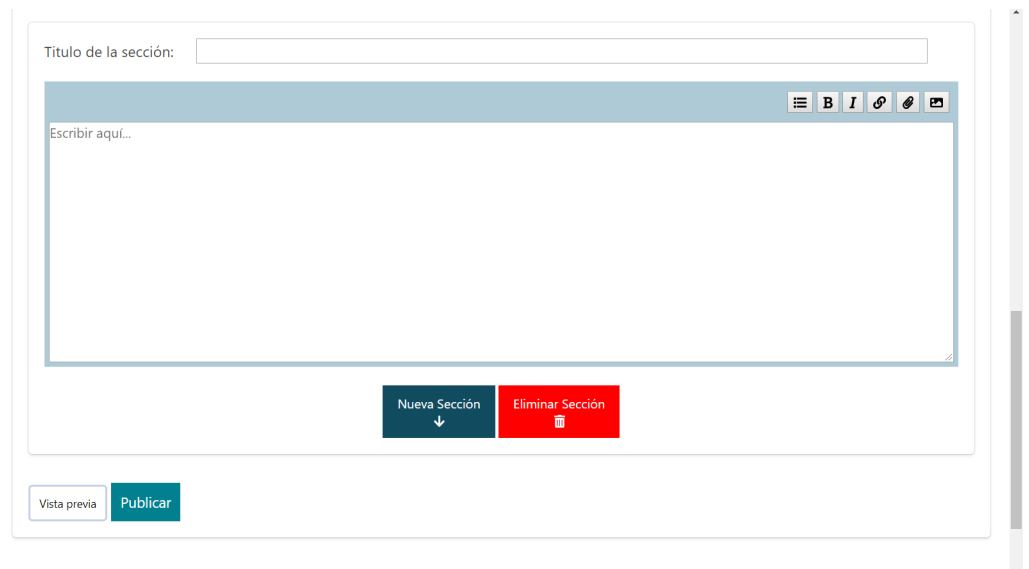 Titulo de la sección:
B I
Escribir aquí...
Nueva Sección Eliminar Sección
Vista previa Publicar